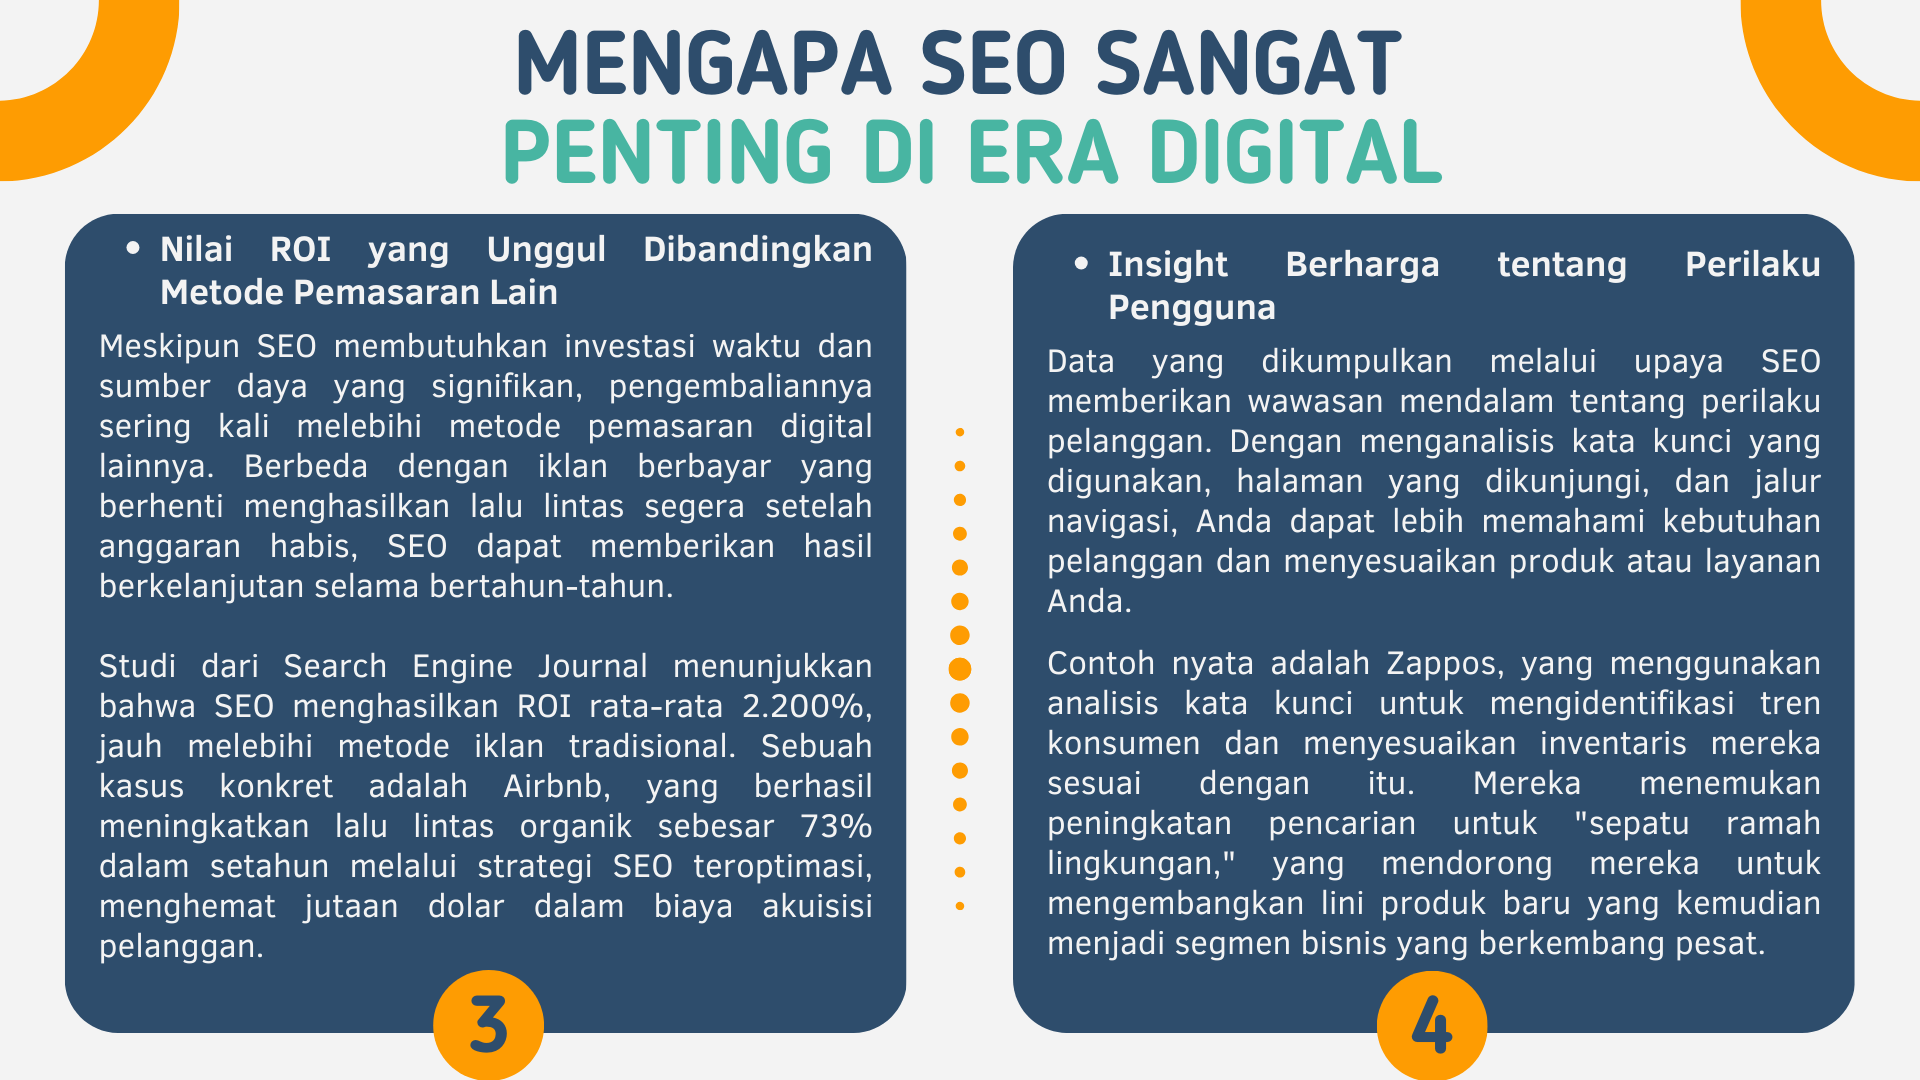 MENGAPA SEO SANGAT
PENTING DI ERA DIGITAL
• Nilai ROI yang Unggul Dibandingkan
Metode Pemasaran Lain
Meskipun SEO membutuhkan investasi waktu dan
sumber daya yang signifikan, pengembaliannya
sering kali melebihi metode pemasaran digital
lainnya. Berbeda dengan iklan berbayar yang
berhenti menghasilkan lalu lintas segera setelah
anggaran habis, SEO dapat memberikan hasil
berkelanjutan selama bertahun-tahun.
Studi dari Search Engine Journal menunjukkan
bahwa SEO menghasilkan ROI rata-rata 2.200%,
jauh melebihi metode iklan tradisional. Sebuah
kasus konkret adalah Airbnb, yang berhasil
meningkatkan lalu lintas organik sebesar 73%
dalam setahun melalui strategi SEO teroptimasi,
menghemat jutaan dolar dalam biaya akuisisi
pelanggan.
3
• Insight Berharga tentang Perilaku
Pengguna
Data yang dikumpulkan melalui upaya SEO
memberikan wawasan mendalam tentang perilaku
pelanggan. Dengan menganalisis kata kunci yang
digunakan, halaman yang dikunjungi, dan jalur
navigasi, Anda dapat lebih memahami kebutuhan
pelanggan dan menyesuaikan produk atau layanan
Anda.
Contoh nyata adalah Zappos, yang menggunakan
analisis kata kunci untuk mengidentifikasi tren
konsumen dan menyesuaikan inventaris mereka
sesuai dengan itu. Mereka menemukan
peningkatan pencarian untuk "sepatu ramah
lingkungan," yang mendorong mereka untuk
mengembangkan lini produk baru yang kemudian
menjadi segmen bisnis yang berkembang pesat.
4